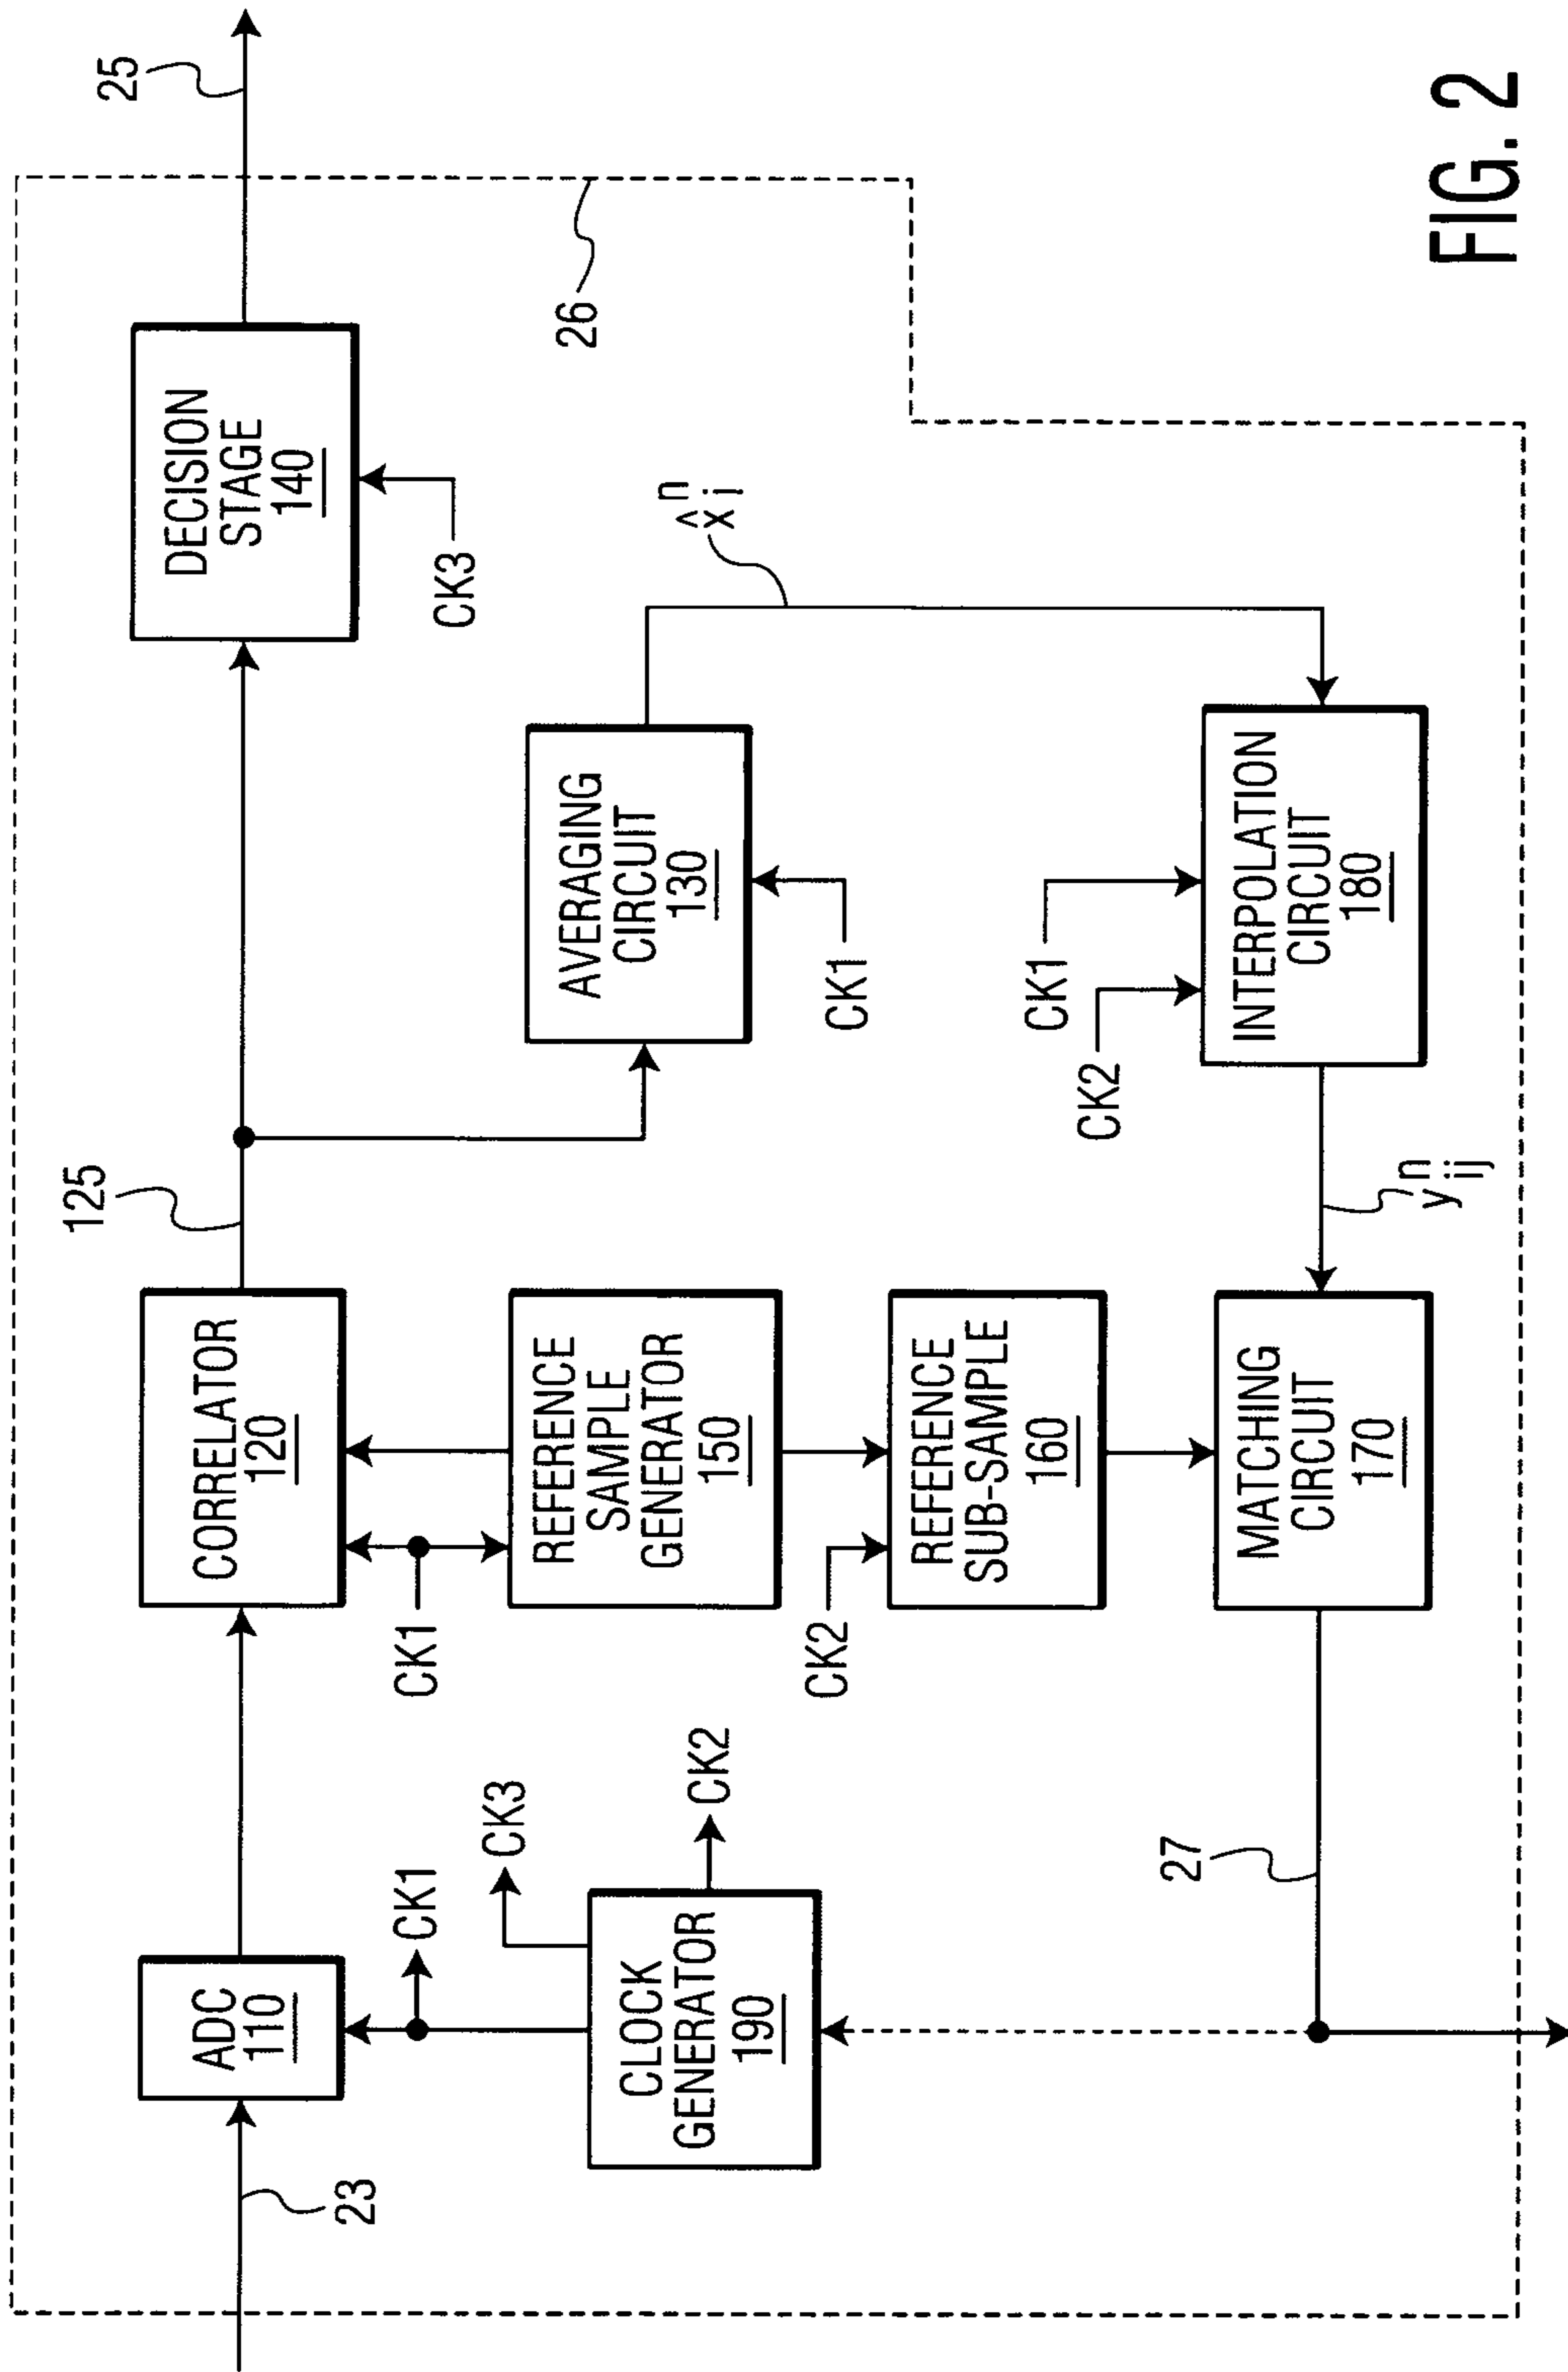 25
125
DECISION
STAGE
140
CK3
26
CORRELATOR
120
ADC
110
23
CK1
CK1
AVERAGING
CIRCUIT
130
CK1
x̂ᵢⁿ
REFERENCE
SAMPLE
GENERATOR
150
CK3
CK2
CLOCK
GENERATOR
190
CK2
REFERENCE
SUB-SAMPLE
160
CK1
CK2
INTERPOLATION
CIRCUIT
180
MATCHING
CIRCUIT
170
yᵢⱼⁿ
27
FIG. 2